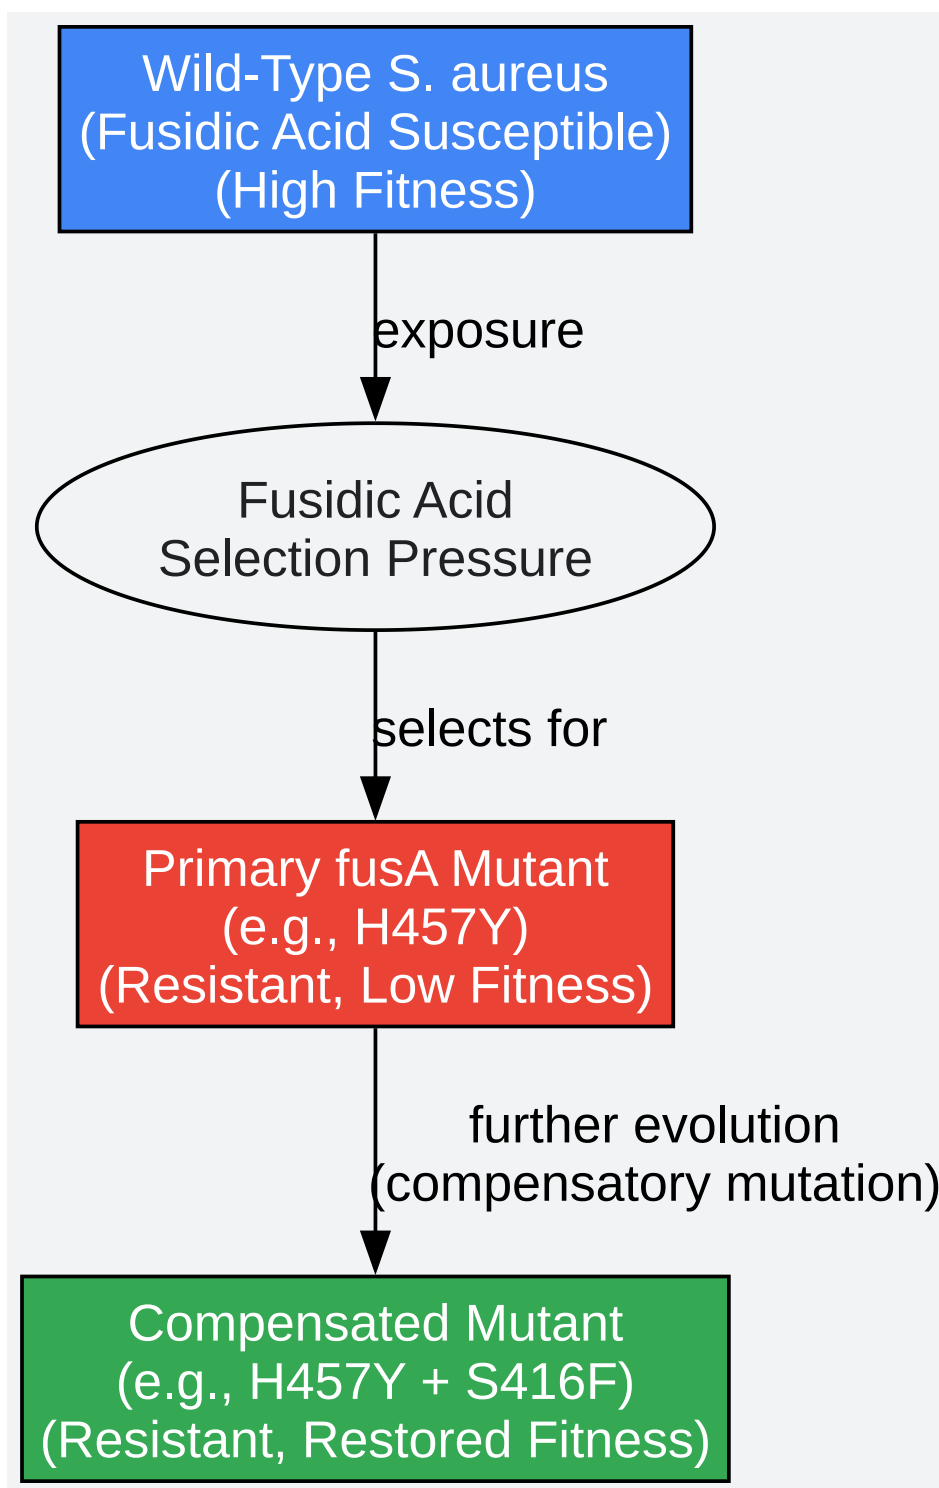 Wild-Type S. aureus
(Fusidic Acid Susceptible)
(High Fitness)
exposure
Fusidic Acid
Selection Pressure
selects for
Primary fusA Mutant
(e.g., H457Y)
(Resistant, Low Fitness)
further evolution
(compensatory mutation)
Compensated Mutant
(e.g., H457Y + S416F)
(Resistant, Restored Fitness)